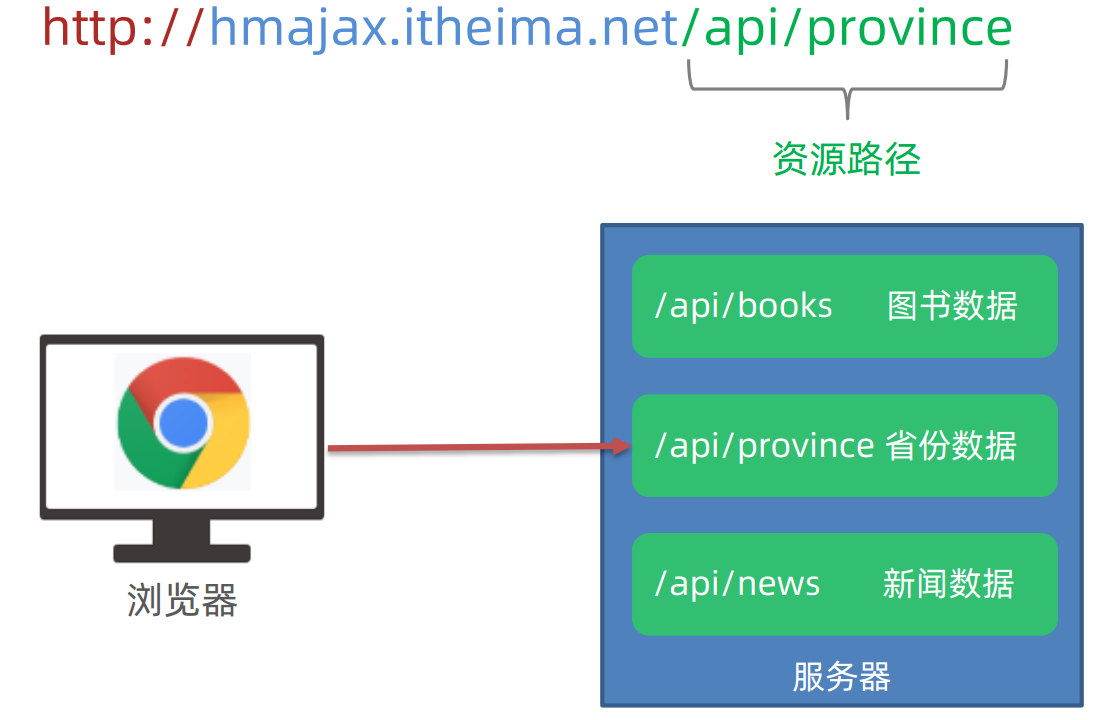 http://hmajax.itheima.net/api/province
资源路径
/api/books 图书数据
/api/province 省份数据
/api/news 新闻数据
浏览器
服务器